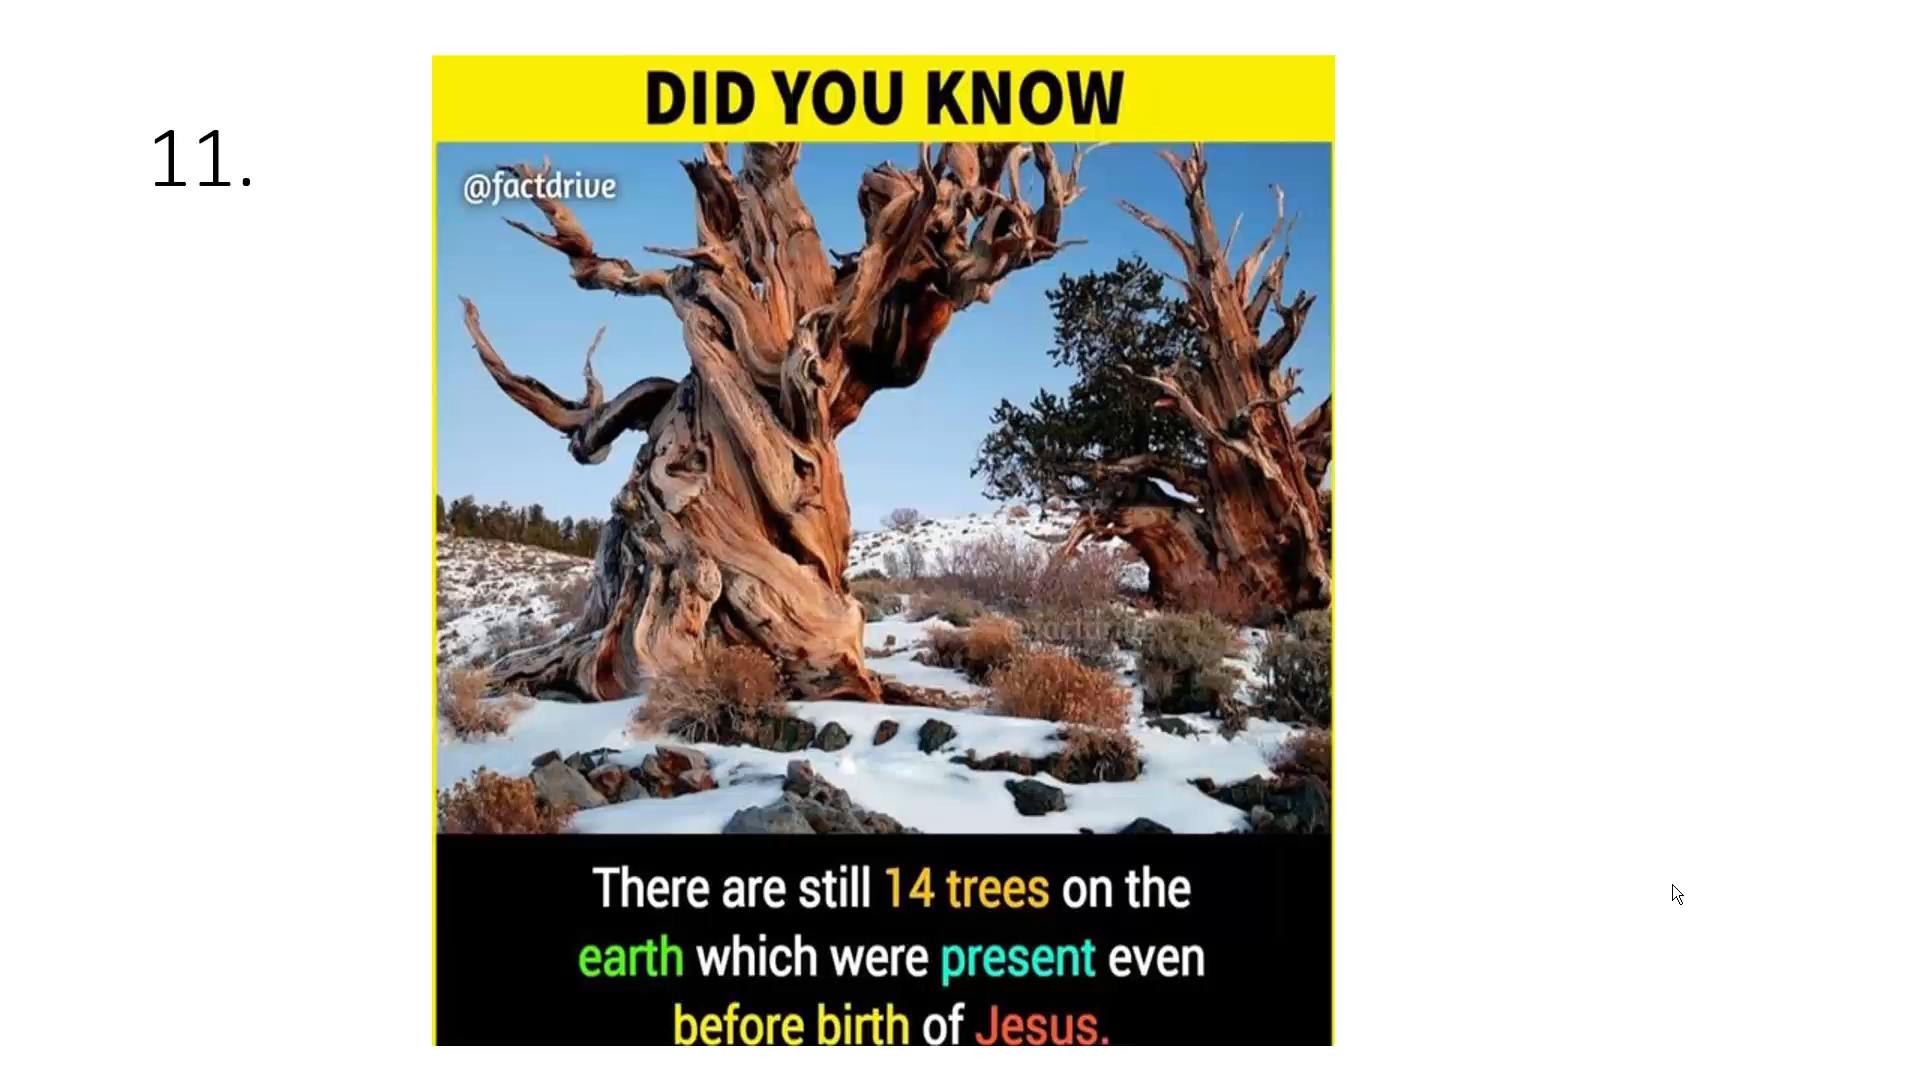 DID YOU KNOW
11.
@factdrive
There are still 14 trees on the
earth which were present even
before birth of Jesus.